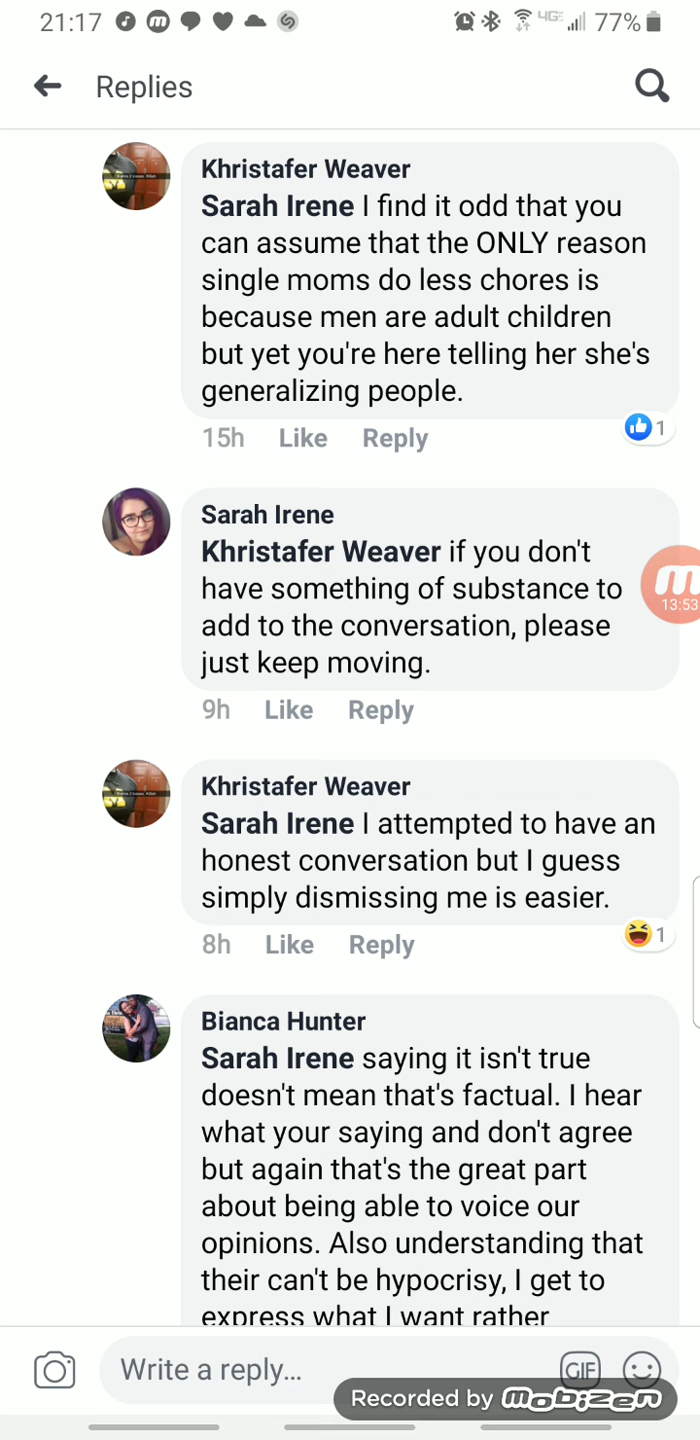 21:17
4GE
77%
Replies
Khristafer Weaver
Sarah Irene I find it odd that you
can assume that the ONLY reason
single moms do less chores is
because men are adult children
but yet you're here telling her she's
generalizing people.
15h Like Reply
1
Sarah Irene
Khristafer Weaver if you don't
have something of substance to
add to the conversation, please
just keep moving.
13:53
9h Like Reply
Khristafer Weaver
Sarah Irene I attempted to have an
honest conversation but I guess
simply dismissing me is easier.
8h Like Reply
1
Bianca Hunter
Sarah Irene saying it isn't true
doesn't mean that's factual. I hear
what your saying and don't agree
but again that's the great part
about being able to voice our
opinions. Also understanding that
their can't be hypocrisy, I get to
express what I want rather
Write a reply...
GIF
Recorded by mobizen